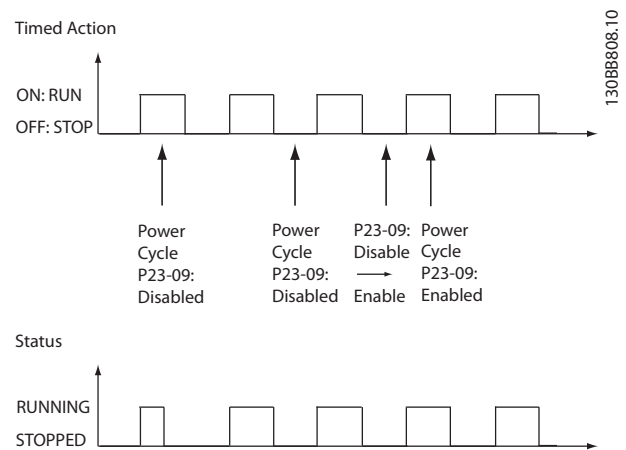 Timed Action
130BB808.10
ON: RUN
OFF: STOP
Power
Cycle
P23-09:
Disabled
Power
Cycle
P23-09:
Disabled
P23-09:
Disable
Enable
Power
Cycle
P23-09:
Enabled
Status
RUNNING
STOPPED